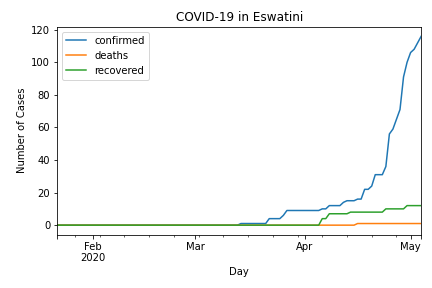 COVID-19 in Eswatini
confirmed
deaths
recovered
Number of Cases
120
100
80
60
40
20
0
Feb
2020
Mar
Apr
May
Day